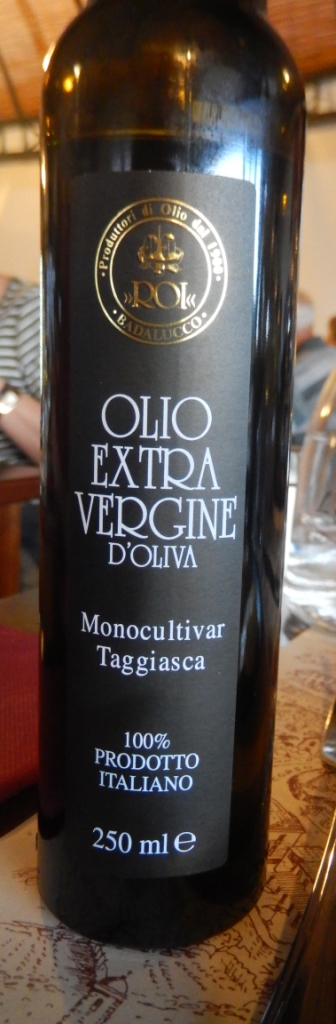 Produttori di Olio dal 1900
»ROI«
BADALUCCO
OLIO
EXTRA
VERGINE
D'OLIVA
Monocultivar
Taggiasca
100%
PRODOTTO
ITALIANO
250 ml e